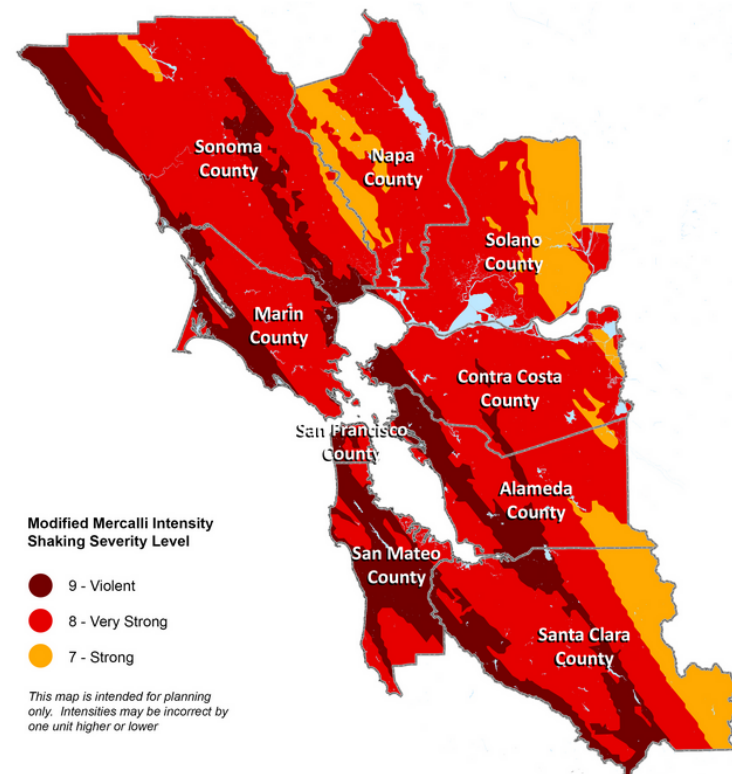 Sonoma
County
Napa
County
Solano
County
Marin
County
Contra Costa
County
San Francisco
County
Alameda
County
San Mateo
County
Santa Clara
County
Modified Mercalli Intensity
Shaking Severity Level
9 - Violent
8 - Very Strong
7 - Strong
This map is intended for planning
only. Intensities may be incorrect by
one unit higher or lower